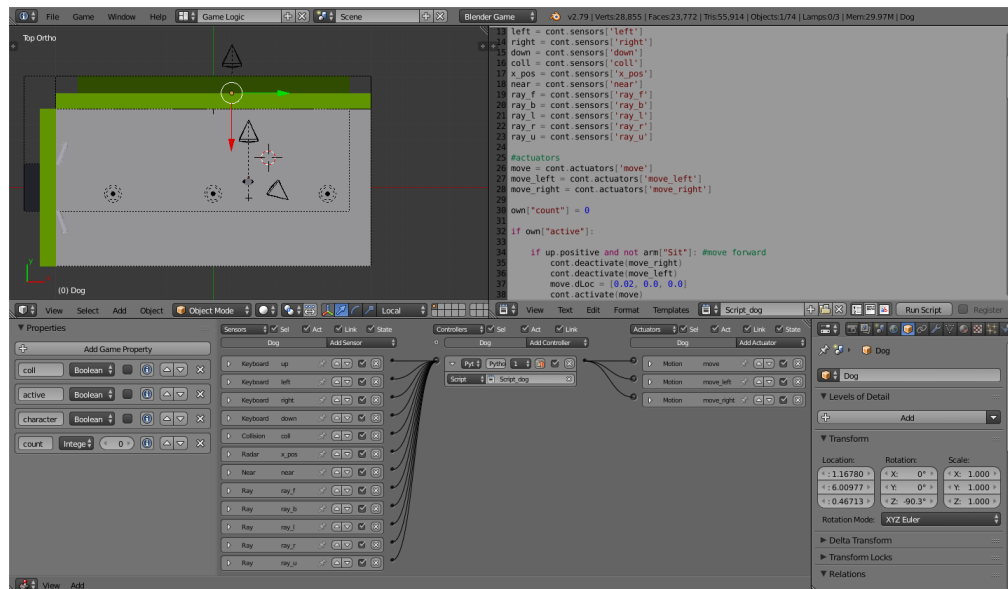 File Game Window Help Game Logic Scene Blender Game v2.79 | Verts:28,855 | Faces:23,772 | Tris:55,914 | Objects:1/74 | Lamps:0/3 | Mem:29.97M | Dog
Top Ortho
y
(0) Dog
View Select Add Object Object Mode Local
13 left = cont.sensors['left']
14 right = cont.sensors['right']
15 down = cont.sensors['down']
16 coll = cont.sensors['coll']
17 x_pos = cont.sensors['x_pos']
18 near = cont.sensors['near']
19 ray_f = cont.sensors['ray_f']
20 ray_b = cont.sensors['ray_b']
21 ray_l = cont.sensors['ray_l']
22 ray_r = cont.sensors['ray_r']
23 ray_u = cont.sensors['ray_u']
24
25 #actuators
26 move = cont.actuators['move']
27 move_left = cont.actuators['move_left']
28 move_right = cont.actuators['move_right']
29
30 own["count"] = 0
31
32 if own["active"]:
33
34 if up.positive and not arm["Sit"]: #move forward
35 cont.deactivate(move_right)
36 cont.deactivate(move_left)
37 move.dLoc = [0.02, 0.0, 0.0]
38 cont.activate(move)
View Text Edit Format Templates Script_dog Run Script Register
Properties
Add Game Property
coll Boolean
active Boolean
character Boolean
count Intege 0
Sensors Sel Act Link State
Dog Add Sensor
Keyboard up
Keyboard left
Keyboard right
Keyboard down
Collision coll
Radar x_pos
Near near
Ray ray_f
Ray ray_b
Ray ray_l
Ray ray_r
Ray ray_u
Controllers Sel Act Link
Dog Add Controller
Pyt Pytho 1
Script Script_dog
Actuators Sel Act Link State
Dog Add Actuator
Motion move
Motion move_left
Motion move_right
Dog
Dog
Levels of Detail
Add
Transform
Location: Rotation: Scale:
: 1.16780 X: 0° X: 1.000
: 6.00977 Y: 0° Y: 1.000
: 0.46713 Z: -90.3° Z: 1.000
Rotation Mode: XYZ Euler
Delta Transform
Transform Locks
Relations
View Add